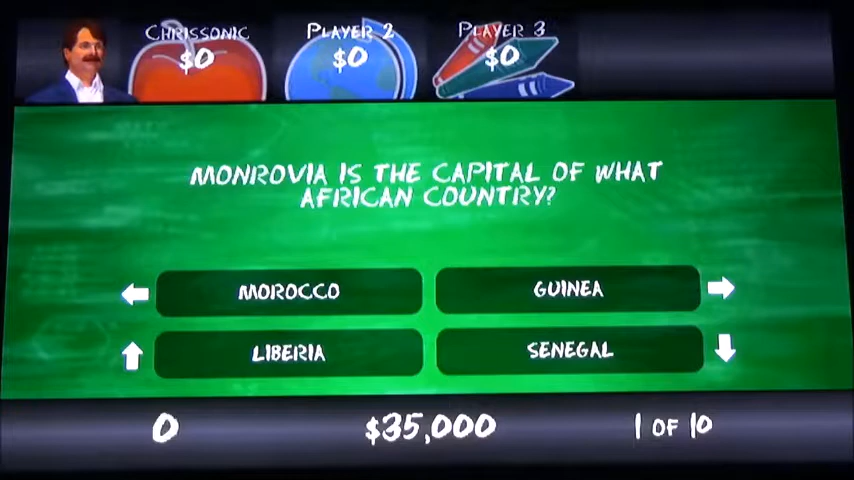 CHRISSONIC PLAYER 2 PLAYER 3
$0 $0 $0
MONROVIA IS THE CAPITAL OF WHAT
AFRICAN COUNTRY?
MOROCCO GUINEA
LIBERIA SENEGAL
0 $35,000 1 OF 10